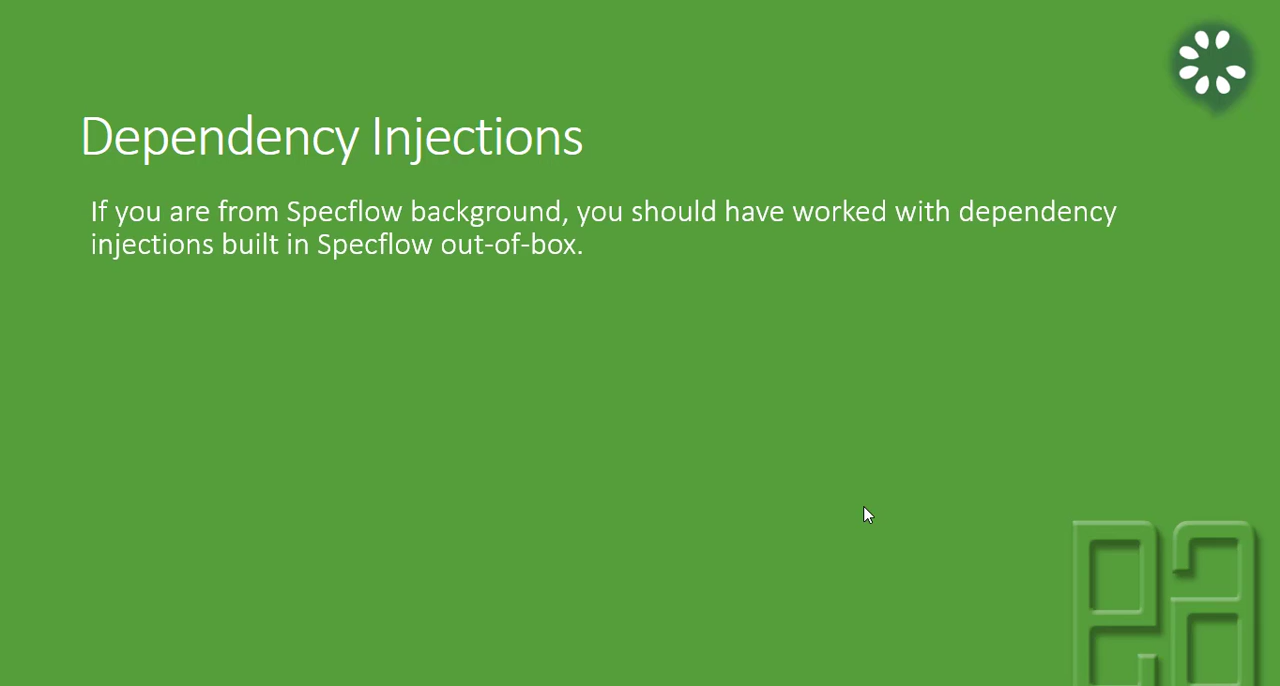 Dependency Injections
If you are from Specflow background, you should have worked with dependency
injections built in Specflow out-of-box.